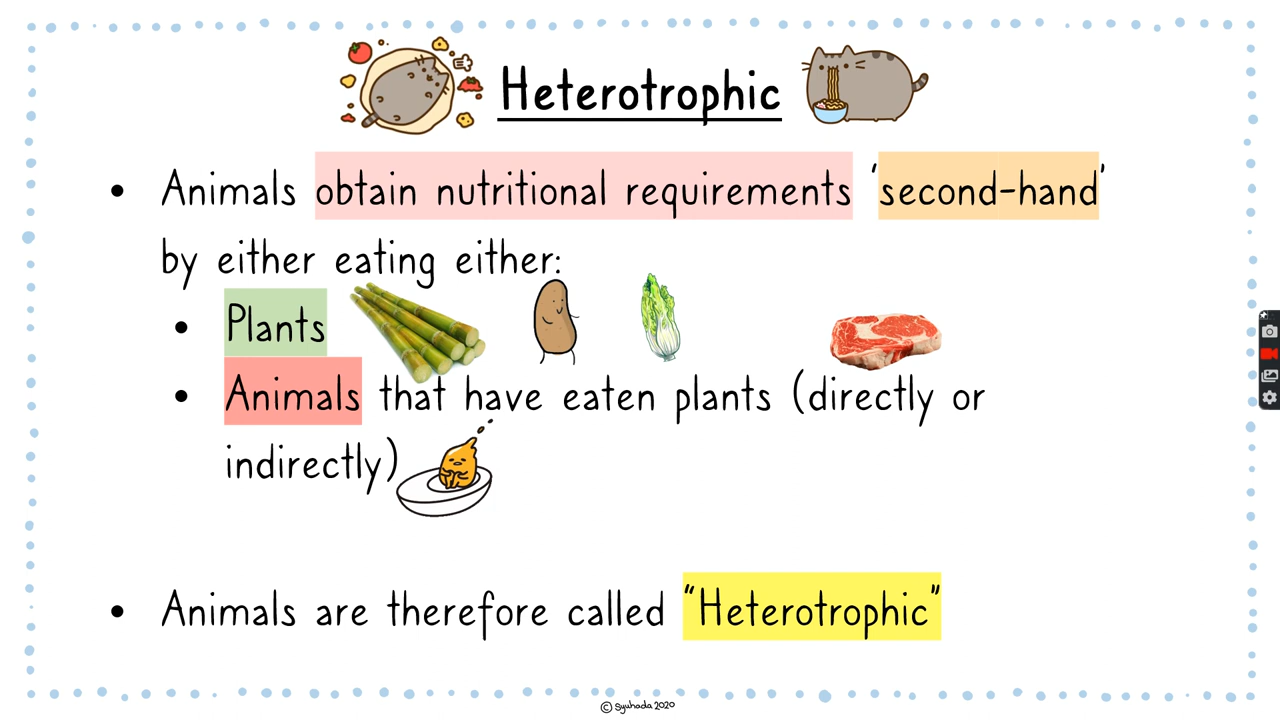 Heterotrophic
• Animals obtain nutritional requirements 'second-hand'
by either eating either:
• Plants
• Animals that have eaten plants (directly or
indirectly)
• Animals are therefore called "Heterotrophic"
© Syuhada 2020